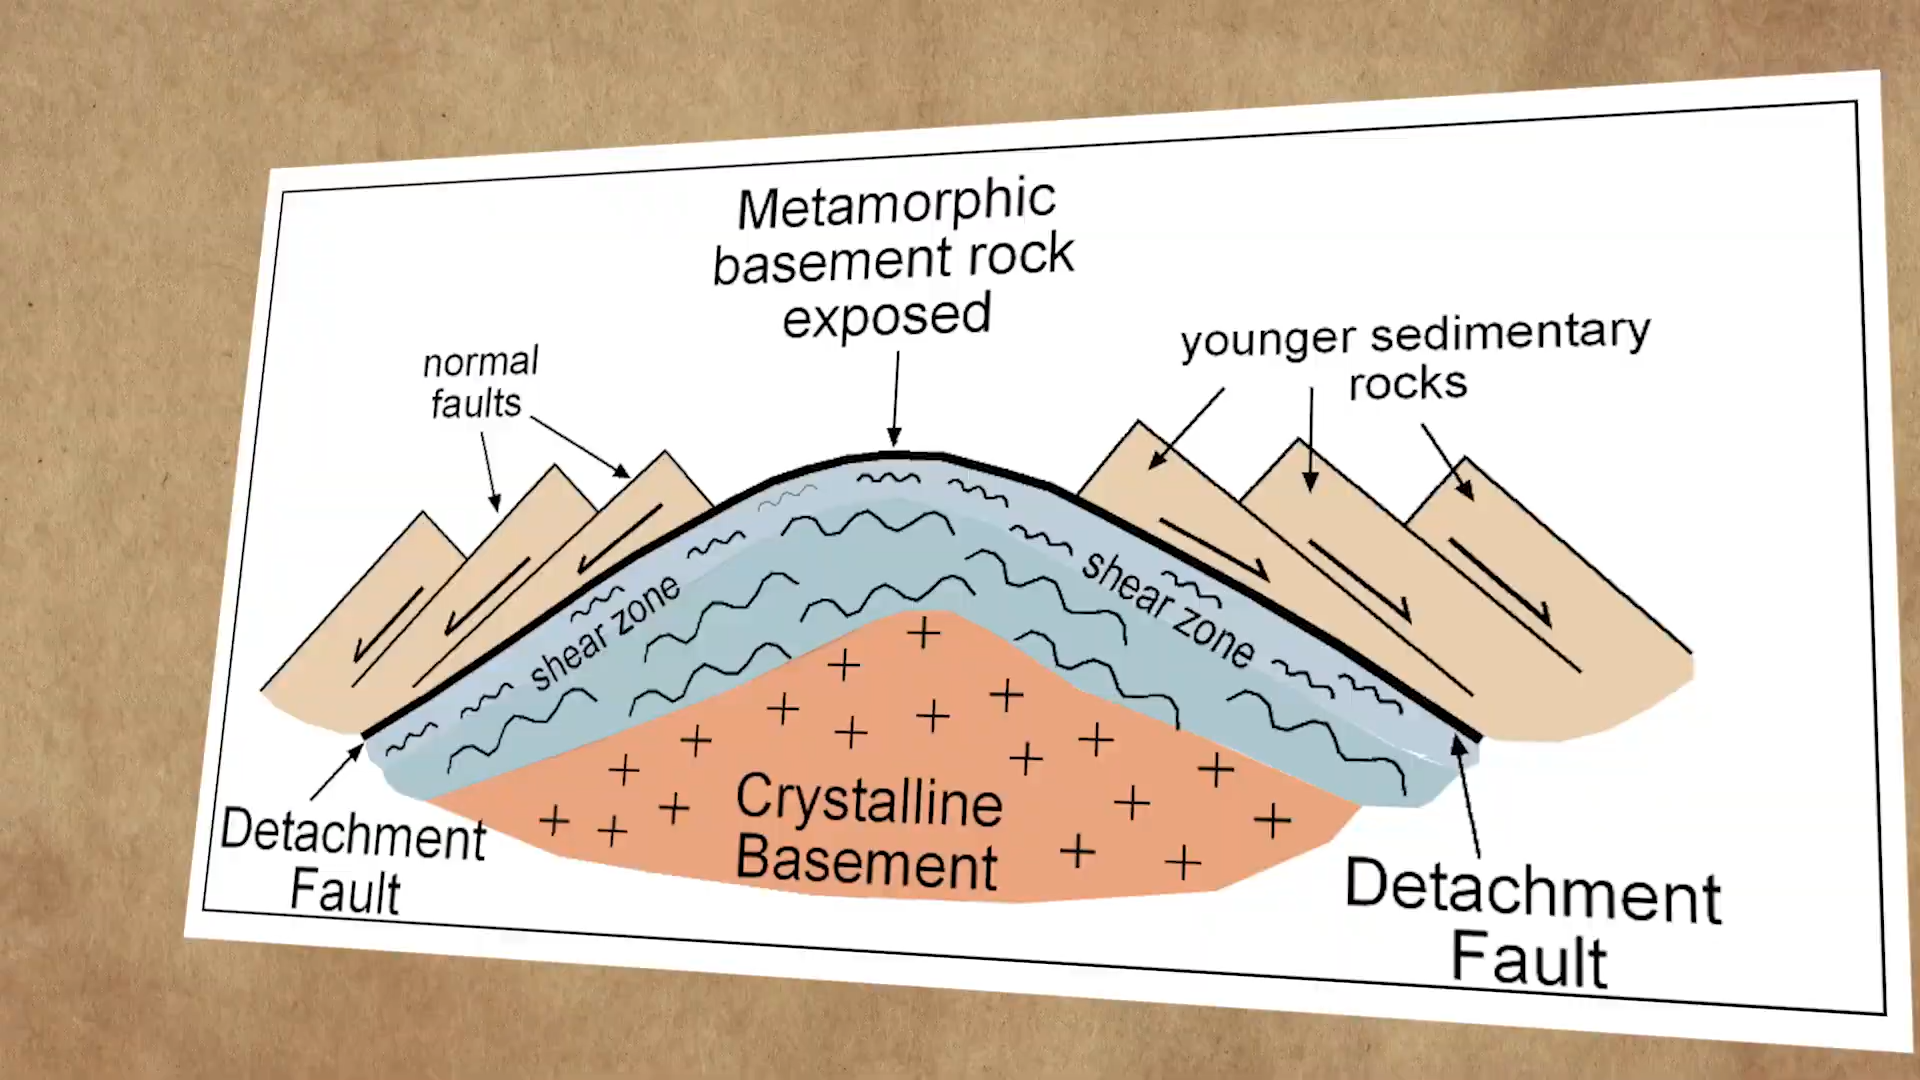 Metamorphic
basement rock
exposed
normal
faults
younger sedimentary
rocks
shear zone
shear zone
Crystalline
Basement
Detachment
Fault
Detachment
Fault